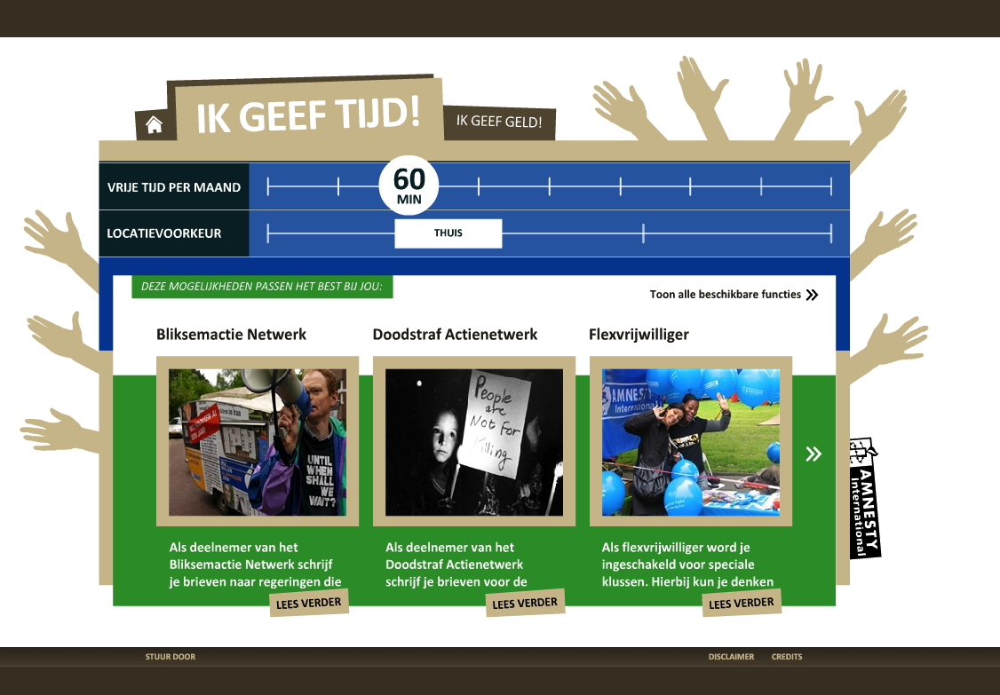 IK GEEF TIJD!
IK GEEF GELD!
VRIJE TIJD PER MAAND
60
MIN
LOCATIEVOORKEUR
THUIS
DEZE MOGELIJKHEDEN PASSEN HET BEST BIJ JOU:
Toon alle beschikbare functies
Bliksemactie Netwerk
Doodstraf Actienetwerk
Flexvrijwilliger
UNTIL
WHEN
SHALL
WE
WAIT?
People
are
Not For
Killing
AMNESTY
International
AMNESTY
International
Als deelnemer van het
Bliksemactie Netwerk schrijf
je brieven naar regeringen die
LEES VERDER
Als deelnemer van het
Doodstraf Actienetwerk
schrijf je brieven voor de
LEES VERDER
Als flexvrijwilliger word je
ingeschakeld voor speciale
klussen. Hierbij kun je denken
LEES VERDER
STUUR DOOR
DISCLAIMER
CREDITS